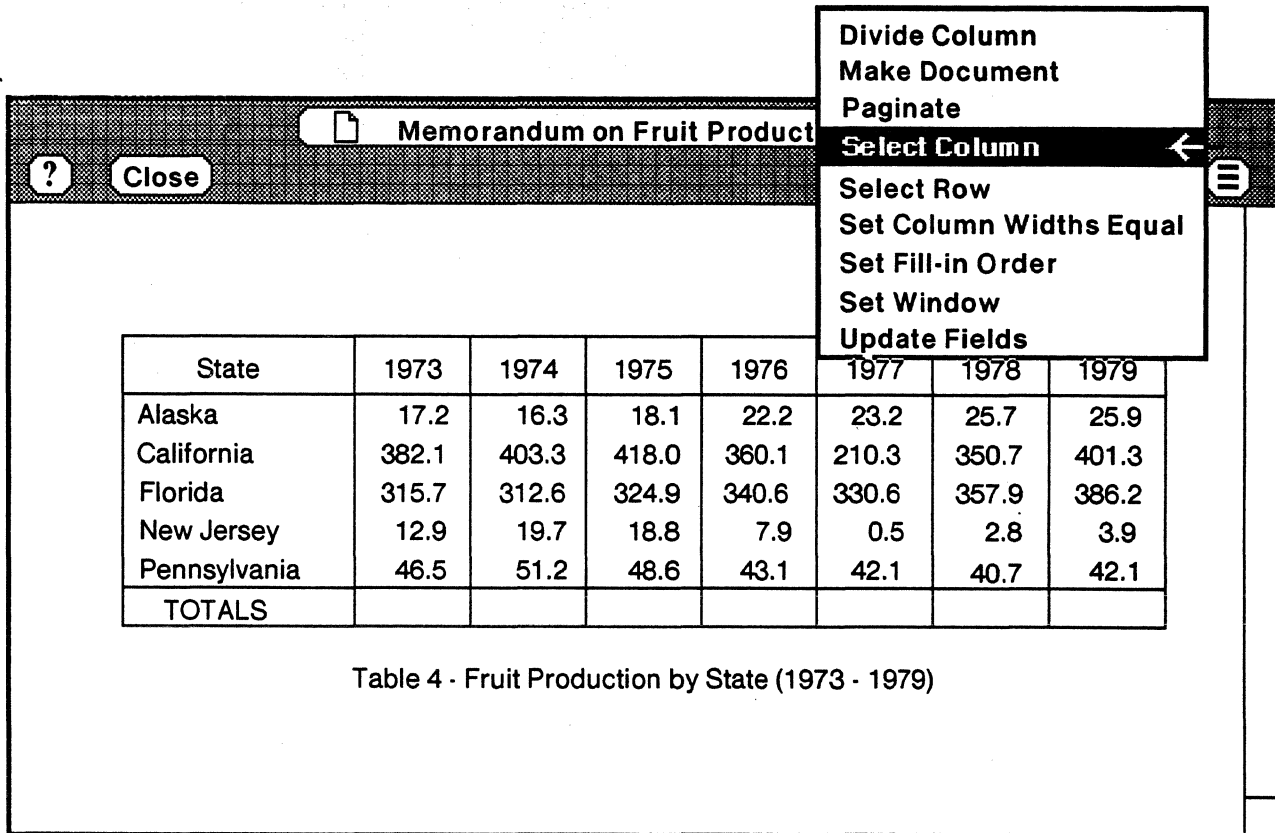 Divide Column
Make Document
Paginate
Memorandum on Fruit Product
Select Column
? Close
Select Row
Set Column Widths Equal
Set Fill-in Order
Set Window
Update Fields
State 1973 1974 1975 1976 1977 1978 1979
Alaska 17.2 16.3 18.1 22.2 23.2 25.7 25.9
California 382.1 403.3 418.0 360.1 210.3 350.7 401.3
Florida 315.7 312.6 324.9 340.6 330.6 357.9 386.2
New Jersey 12.9 19.7 18.8 7.9 0.5 2.8 3.9
Pennsylvania 46.5 51.2 48.6 43.1 42.1 40.7 42.1
TOTALS
Table 4 - Fruit Production by State (1973 - 1979)